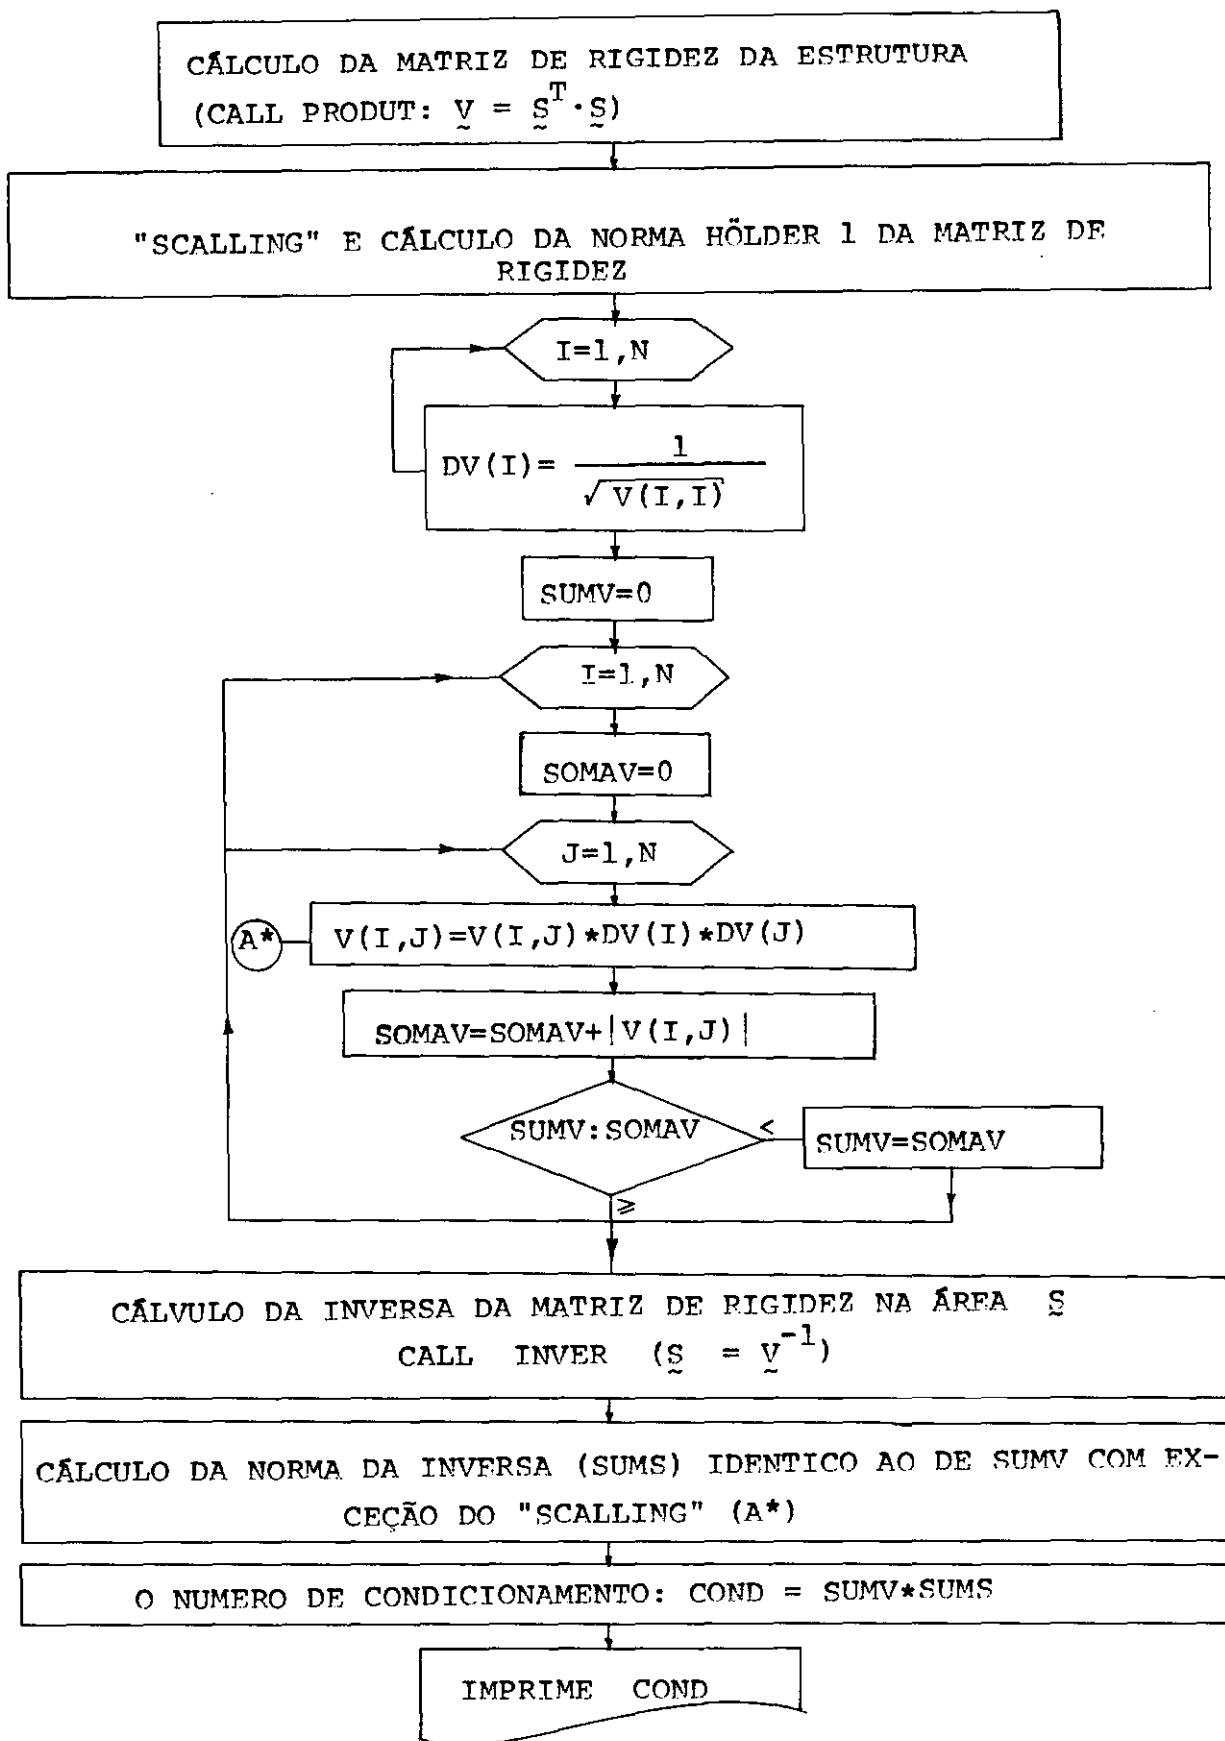 CÁLCULO DA MATRIZ DE RIGIDEZ DA ESTRUTURA
(CALL PRODUT: V = S^T · S)
"SCALLING" E CÁLCULO DA NORMA HÖLDER 1 DA MATRIZ DE
RIGIDEZ
I=1,N
DV(I)= 1 / √V(I,I)
SUMV=0
I=1,N
SOMAV=0
J=1,N
A*
V(I,J)=V(I,J)*DV(I)*DV(J)
SOMAV=SOMAV+|V(I,J)|
SUMV:SOMAV
<
SUMV=SOMAV
≥
CÁLVULO DA INVERSA DA MATRIZ DE RIGIDEZ NA ÁREA S
CALL INVER (S = V^-1)
CÁLCULO DA NORMA DA INVERSA (SUMS) IDENTICO AO DE SUMV COM EX-
CEÇÃO DO "SCALLING" (A*)
O NUMERO DE CONDICIONAMENTO: COND = SUMV*SUMS
IMPRIME COND